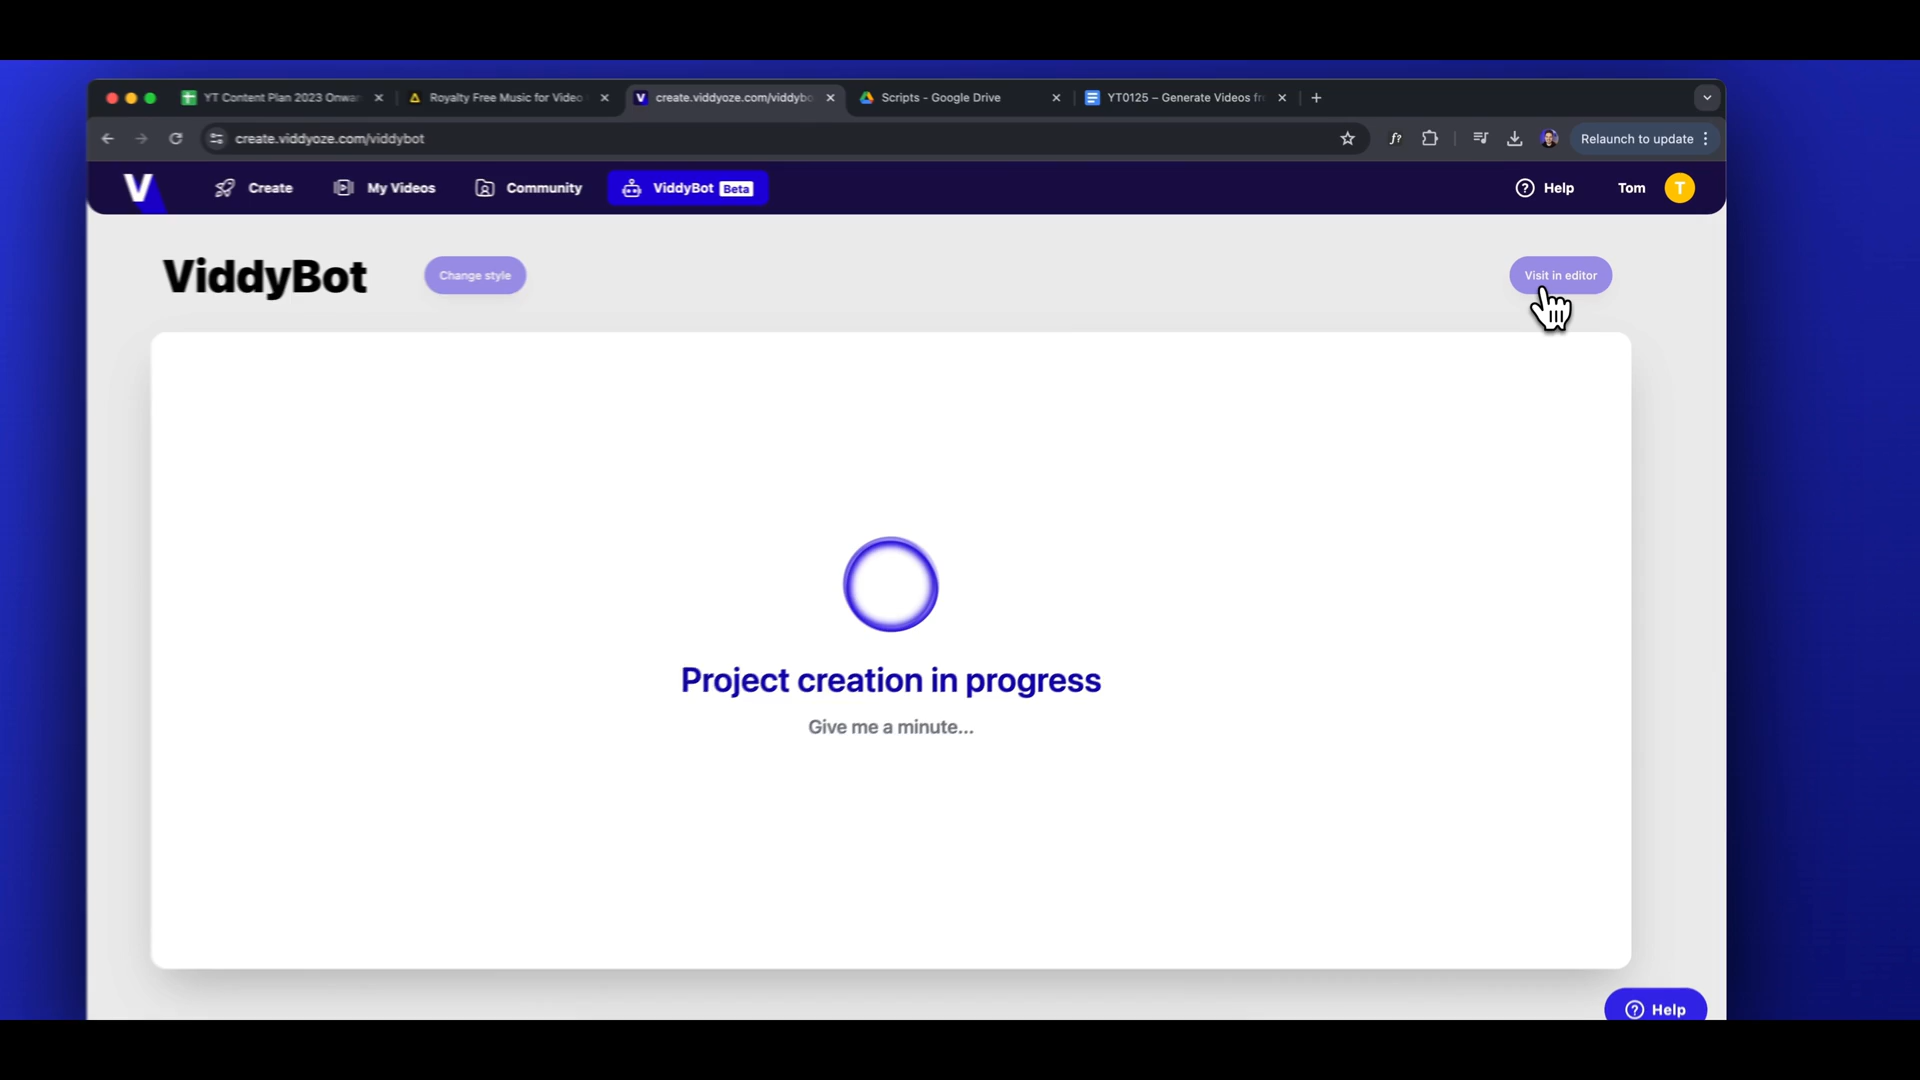 YT Content Plan 2023 Onwar
Royalty Free Music for Video
create.viddyoze.com/viddybo
Scripts - Google Drive
YT0125 – Generate Videos fr
create.viddyoze.com/viddybot
Relaunch to update
Create
My Videos
Community
ViddyBot Beta
Help
Tom
T
ViddyBot
Change style
Visit in editor
Project creation in progress
Give me a minute...
Help